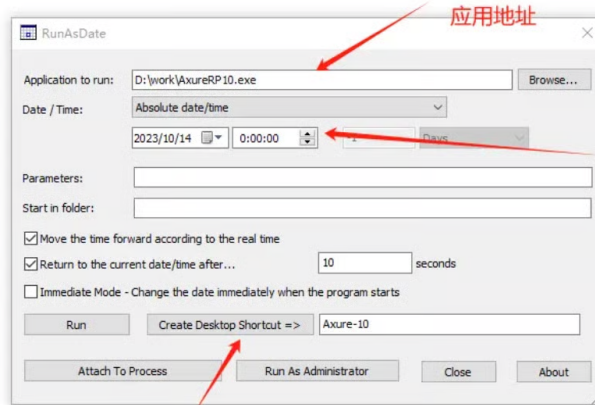 应用地址
RunAsDate
Application to run: D:\work\AxureRP10.exe Browse...
Date / Time: Absolute date/time
2023/10/14 0:00:00 -1 Days
Parameters:
Start in folder:
Move the time forward according to the real time
Return to the current date/time after... 10 seconds
Immediate Mode - Change the date immediately when the program starts
Run Create Desktop Shortcut => Axure-10
Attach To Process Run As Administrator Close About